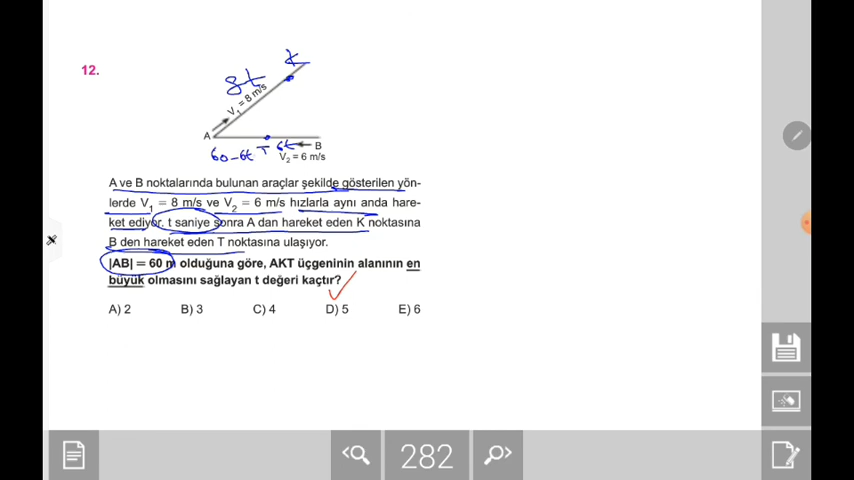 12.
K
8t
V1 = 8 m/s
A
B
60-6t T 6t
V2 = 6 m/s
A ve B noktalarında bulunan araçlar şekilde gösterilen yön-
lerde V1 = 8 m/s ve V2 = 6 m/s hızlarla aynı anda hare-
ket ediyor. t saniye sonra A dan hareket eden K noktasına
B den hareket eden T noktasına ulaşıyor.
|AB| = 60 m olduğuna göre, AKT üçgeninin alanının en
büyük olmasını sağlayan t değeri kaçtır?
A) 2 B) 3 C) 4 D) 5 E) 6
282